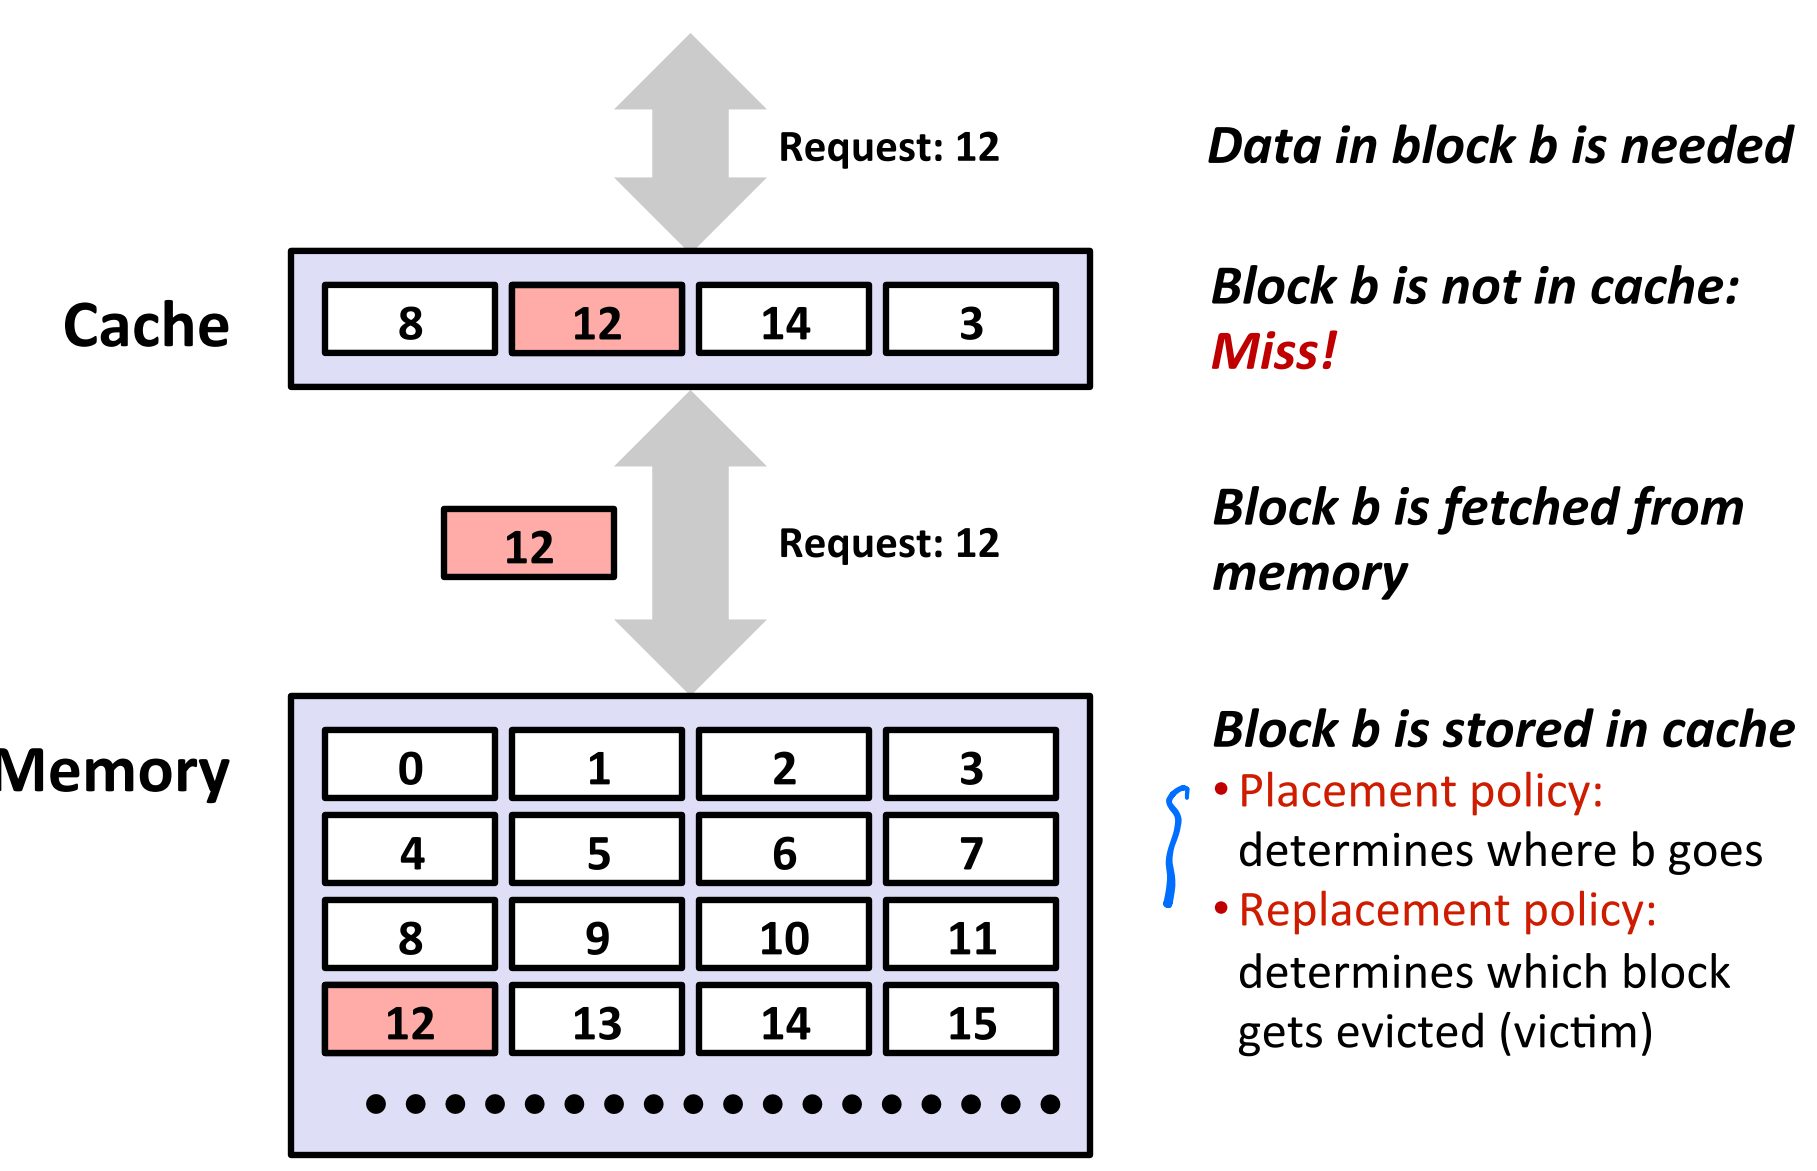 Request: 12
Data in block b is needed
Cache
8 12 14 3
Block b is not in cache:
Miss!
12
Request: 12
Block b is fetched from
memory
Memory
0 1 2 3
4 5 6 7
8 9 10 11
12 13 14 15
Block b is stored in cache
• Placement policy:
determines where b goes
• Replacement policy:
determines which block
gets evicted (victim)